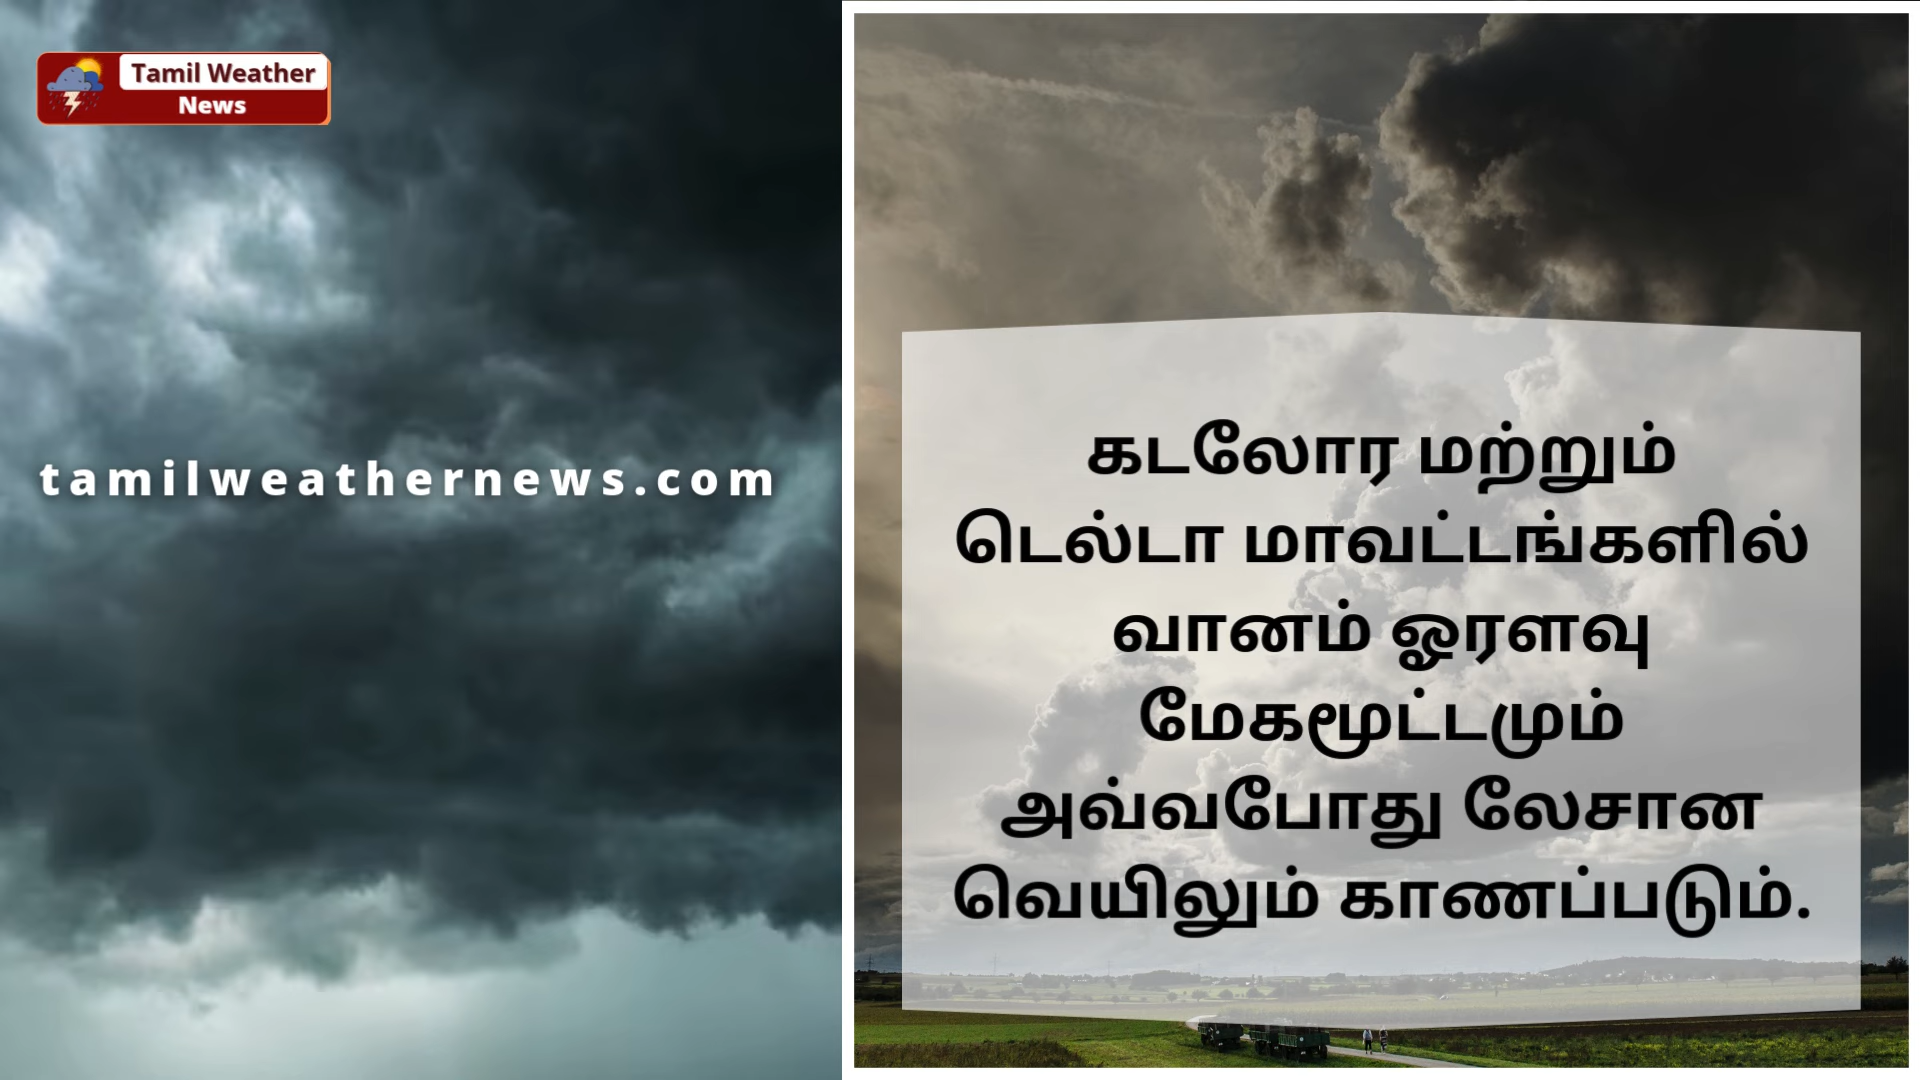 Tamil Weather
News
tamilweathernews.com
கடலோர மற்றும்
டெல்டா மாவட்டங்களில்
வானம் ஓரளவு
மேகமூட்டமும்
அவ்வபோது லேசான
வெயிலும் காணப்படும்.